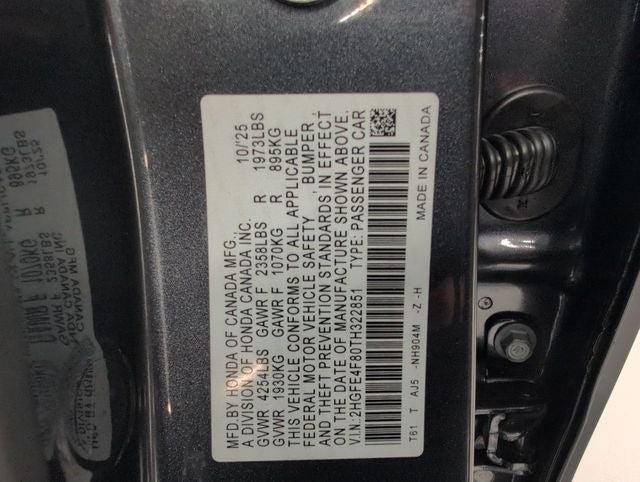 MFD.BY HONDA OF CANADA MFG. 10/'25
A DIVISION OF HONDA CANADA INC.
GVWR 4254LBS GAWR F 2358LBS R 1973LBS
GVWR 1930KG GAWR F 1070KG R 895KG
THIS VEHICLE CONFORMS TO ALL APPLICABLE
FEDERAL MOTOR VEHICLE SAFETY , BUMPER ,
AND THEFT PREVENTION STANDARDS IN EFFECT
ON THE DATE OF MANUFACTURE SHOWN ABOVE.
V.I.N:2HGFE4F80TH322851 TYPE:PASSENGER CAR
T61 T AJ5 -NH904M -Z -H
MADE IN CANADA